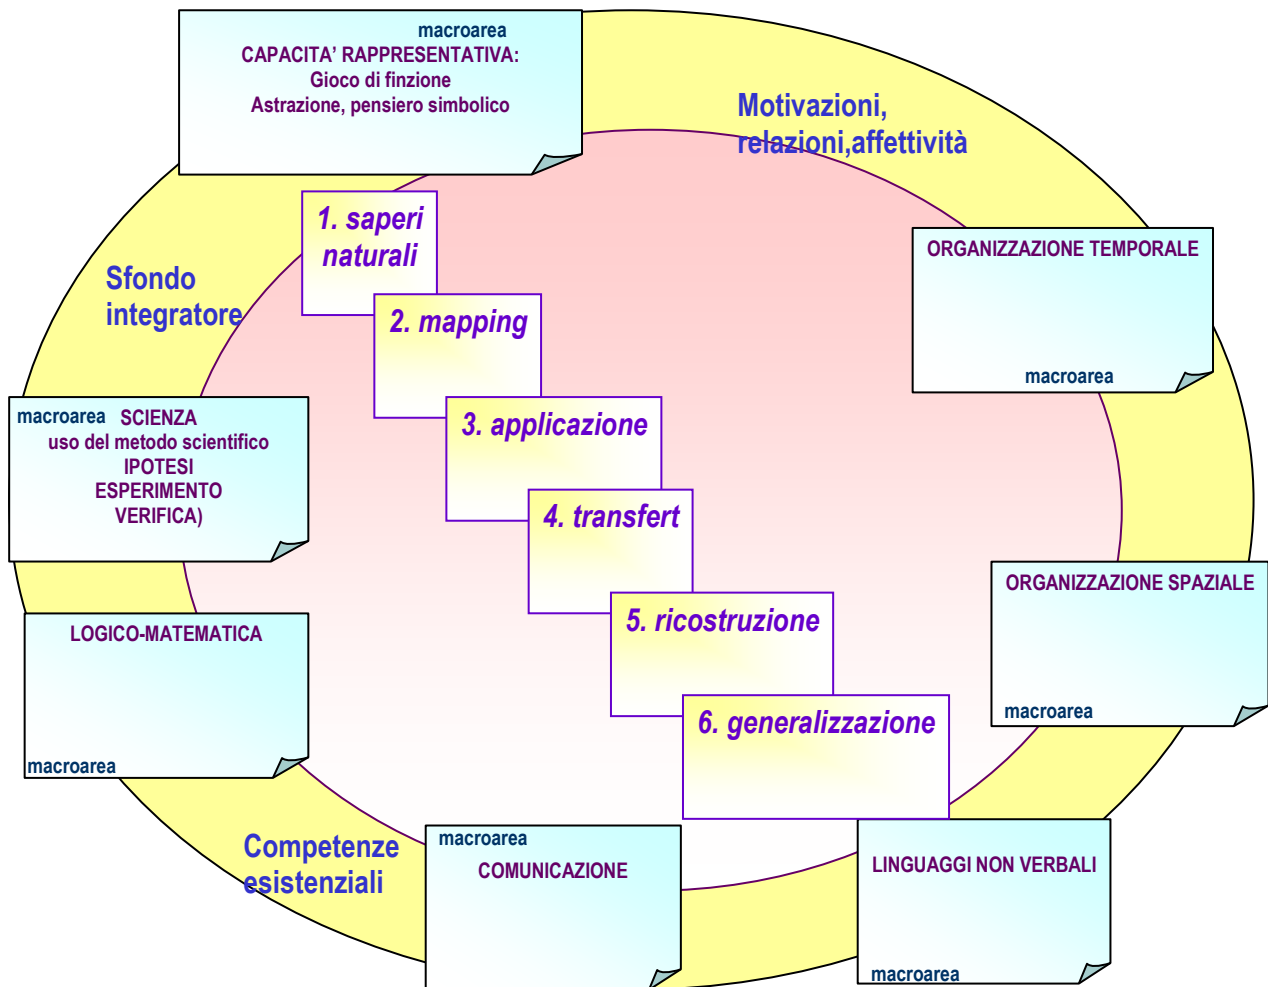 macroarea
CAPACITA’ RAPPRESENTATIVA:
Gioco di finzione
Astrazione, pensiero simbolico
Motivazioni,
relazioni,affettività
1. saperi
naturali
ORGANIZZAZIONE TEMPORALE
macroarea
Sfondo
integratore
2. mapping
macroarea SCIENZA
uso del metodo scientifico
IPOTESI
ESPERIMENTO
VERIFICA)
3. applicazione
4. transfert
ORGANIZZAZIONE SPAZIALE
macroarea
5. ricostruzione
LOGICO-MATEMATICA
macroarea
6. generalizzazione
Competenze
esistenziali
macroarea
COMUNICAZIONE
LINGUAGGI NON VERBALI
macroarea